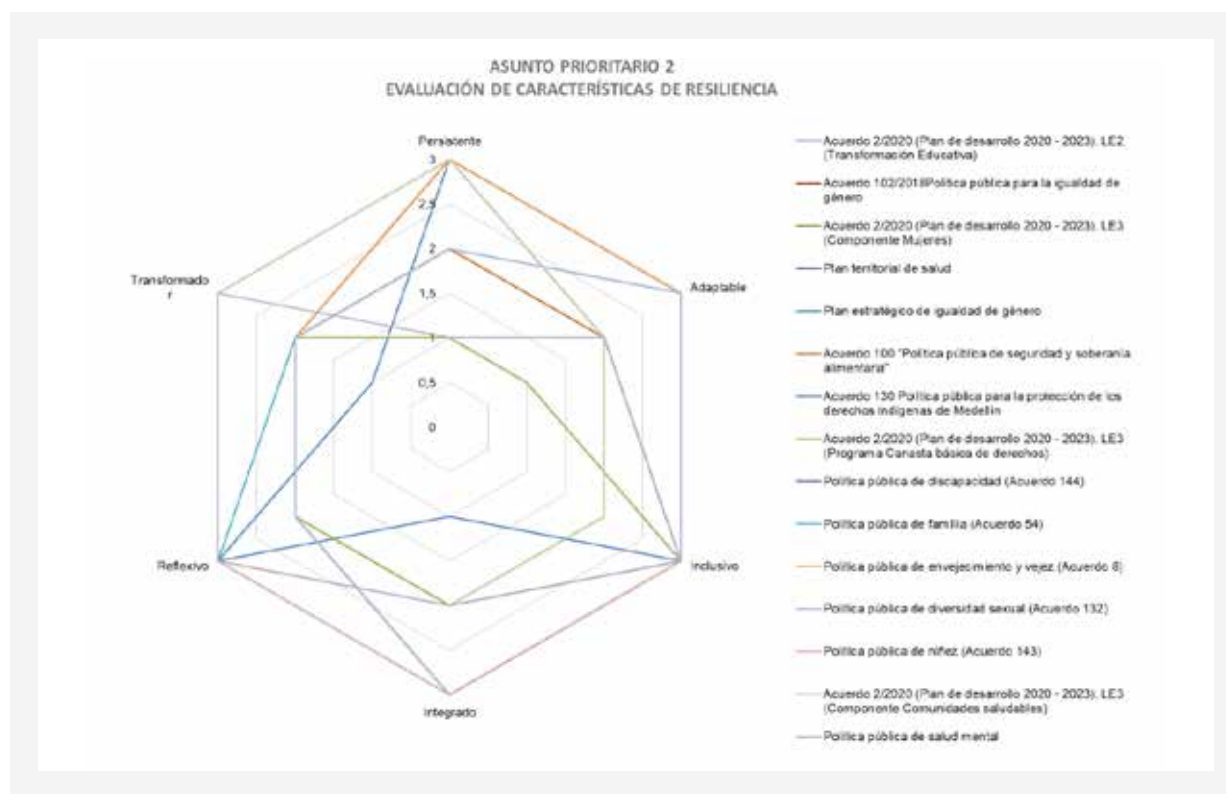 ASUNTO PRIORITARIO 2
EVALUACIÓN DE CARACTERÍSTICAS DE RESILIENCIA
Persistente
3
2,5
2
1,5
1
0,5
0
Adaptable
Inclusivo
Integrado
Reflexivo
Transformado
r
Acuerdo 2/2020 (Plan de desarrollo 2020 - 2023). LE2
(Transformación Educativa)
Acuerdo 102/2018Política pública para la igualdad de
género
Acuerdo 2/2020 (Plan de desarrollo 2020 - 2023). LE3
(Componente Mujeres)
Plan territorial de salud
Plan estratégico de igualdad de género
Acuerdo 100 "Política pública de seguridad y soberanía
alimentaria"
Acuerdo 130 Política pública para la protección de los
derechos indígenas de Medellín
Acuerdo 2/2020 (Plan de desarrollo 2020 - 2023). LE3
(Programa Canasta básica de derechos)
Política pública de discapacidad (Acuerdo 144)
Política pública de familia (Acuerdo 54)
Política pública de envejecimiento y vejez (Acuerdo 8)
Política pública de diversidad sexual (Acuerdo 132)
Política pública de niñez (Acuerdo 143)
Acuerdo 2/2020 (Plan de desarrollo 2020 - 2023). LE3
(Componente Comunidades saludables)
Política pública de salud mental